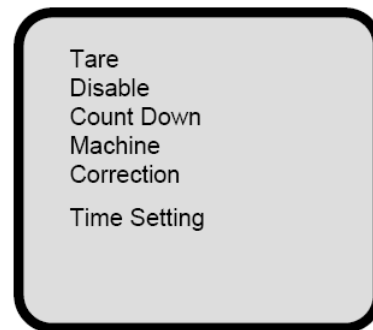 Tare
Disable
Count Down
Machine
Correction
Time Setting